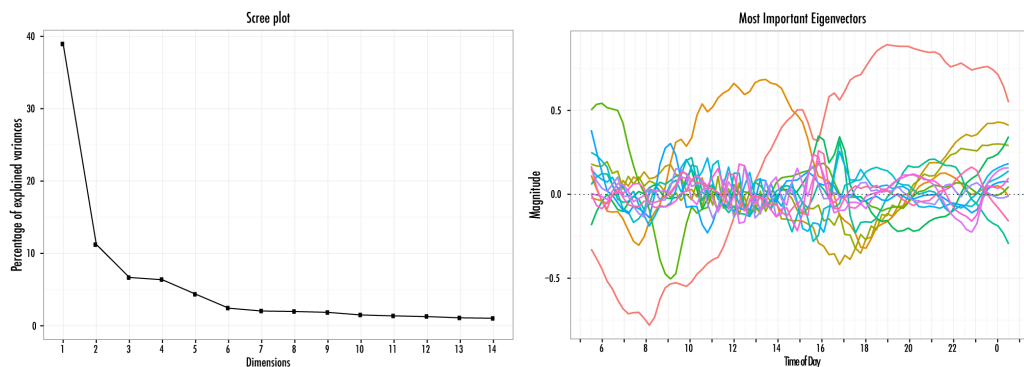 Scree plot
Percentage of explained variances
40
30
20
10
0
1 2 3 4 5 6 7 8 9 10 11 12 13 14
Dimensions
Most Important Eigenvectors
Magnitude
0.5
0.0
−0.5
6 8 10 12 14 16 18 20 22 0
Time of Day